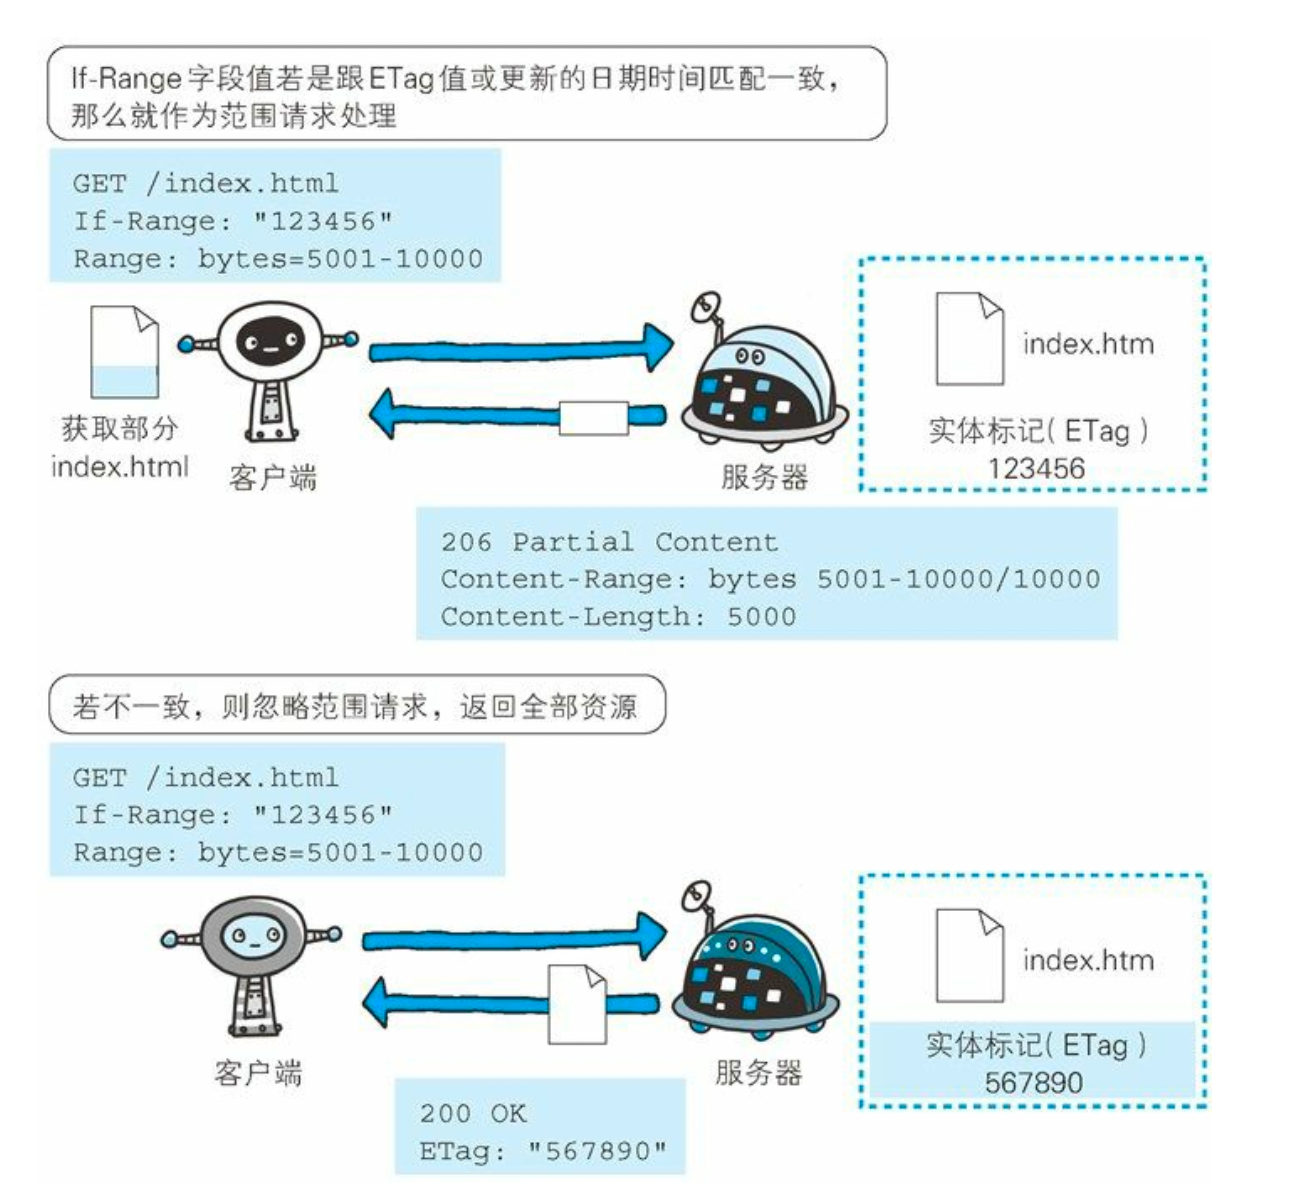 If-Range字段值若是跟ETag值或更新的日期时间匹配一致，
那么就作为范围请求处理
GET /index.html
If-Range: "123456"
Range: bytes=5001-10000
获取部分
index.html
客户端
服务器
index.htm
实体标记( ETag )
123456
206 Partial Content
Content-Range: bytes 5001-10000/10000
Content-Length: 5000
若不一致，则忽略范围请求，返回全部资源
GET /index.html
If-Range: "123456"
Range: bytes=5001-10000
客户端
服务器
index.htm
实体标记( ETag )
567890
200 OK
ETag: "567890"